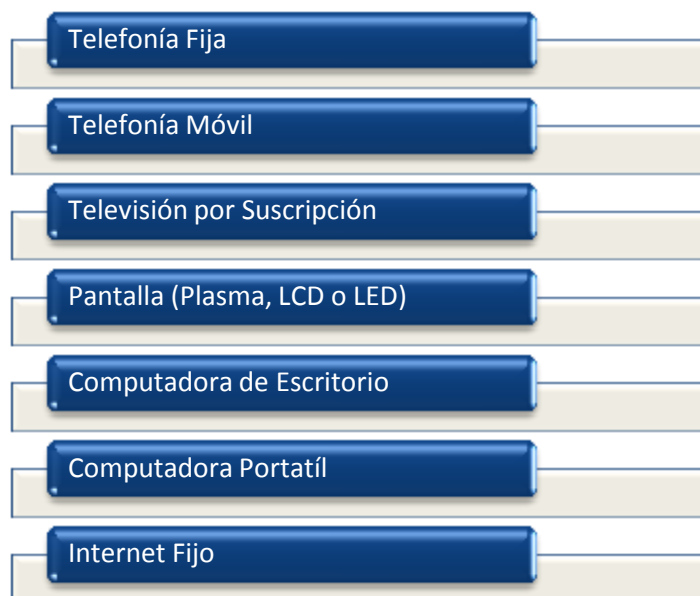 Telefonía Fija
Telefonía Móvil
Televisión por Suscripción
Pantalla (Plasma, LCD o LED)
Computadora de Escritorio
Computadora Portatíl
Internet Fijo